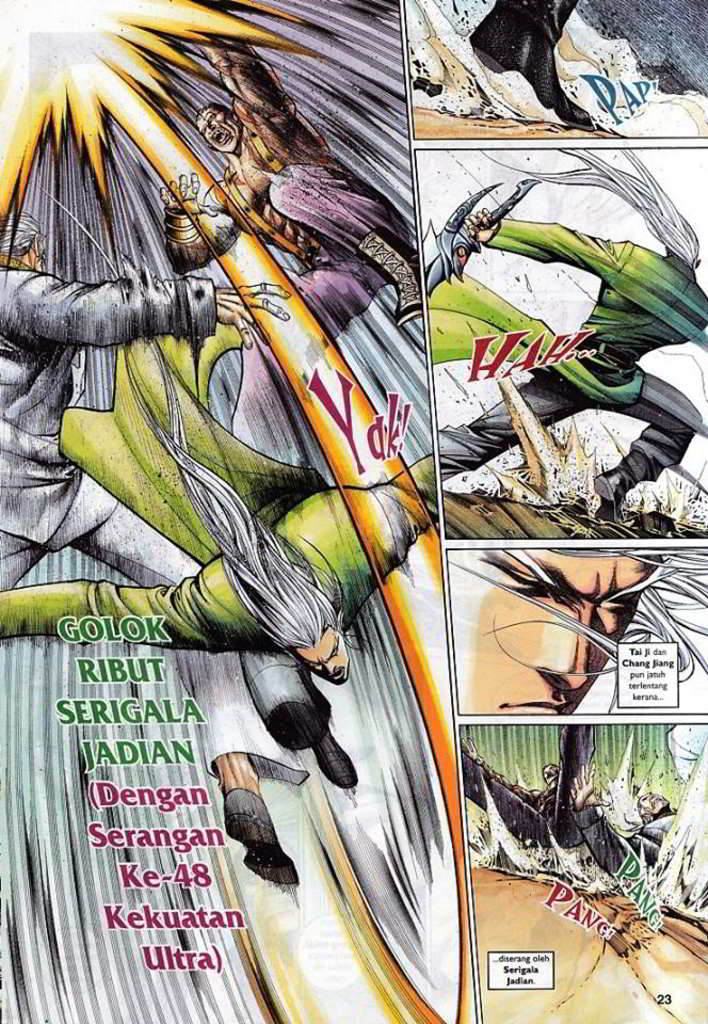 Yak!
GOLOK
RIBUT
SERIGALA
JADIAN
(Dengan
Serangan
Ke-48
Kekuatan
Ultra)
PAP
HAH...
Tai Ji dan
Chang Jiang
pun jatuh
terlentang
kerana...
PANG!
PANG!
...diserang oleh
Serigala
Jadian.
23